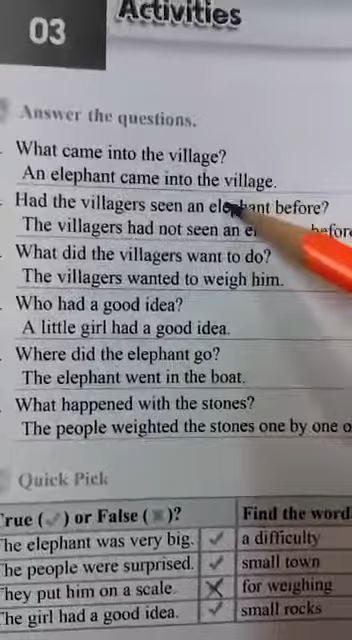 03
Activities
Answer the questions.
What came into the village?
An elephant came into the village.
Had the villagers seen an elephant before?
The villagers had not seen an
What did the villagers want to do?
The villagers wanted to weigh him.
Who had a good idea?
A little girl had a good idea.
Where did the elephant go?
The elephant went in the boat.
What happened with the stones?
The people weighted the stones one by one
Quick Pick
True (✓) or False (✗)?
Find the word
The elephant was very big. ✓ a difficulty
The people were surprised. ✓ small town
They put him on a scale. ✗ for weighing
The girl had a good idea. ✓ small rocks